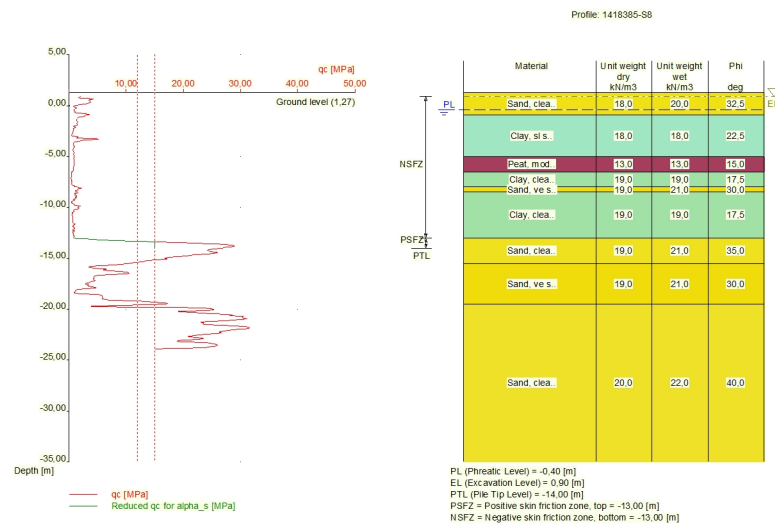 Profile: 1418385-S8
5,00
qc [MPa]
10,00 20,00 30,00 40,00 50,00
Ground level (1,27)
0,00
-5,00
-10,00
-15,00
-20,00
-25,00
-30,00
-35,00
Depth [m]
qc [MPa]
Reduced qc for alpha_s [MPa]
Material Unit weight dry kN/m3 Unit weight wet kN/m3 Phi deg
PL
Sand, clea.. 18,0 20,0 32,5
Clay, sl s.. 18,0 18,0 22,5
NSFZ
Peat, mod.. 13,0 13,0 15,0
Clay, clea.. 19,0 19,0 17,5
Sand, ve s.. 19,0 21,0 30,0
Clay, clea.. 19,0 19,0 17,5
PSFZ
PTL
Sand, clea.. 19,0 21,0 35,0
Sand, ve s.. 19,0 21,0 30,0
Sand, clea.. 20,0 22,0 40,0
PL (Phreatic Level) = -0,40 [m]
EL (Excavation Level) = 0,90 [m]
PTL (Pile Tip Level) = -14,00 [m]
PSFZ = Positive skin friction zone, top = -13,00 [m]
NSFZ = Negative skin friction zone, bottom = -13,00 [m]